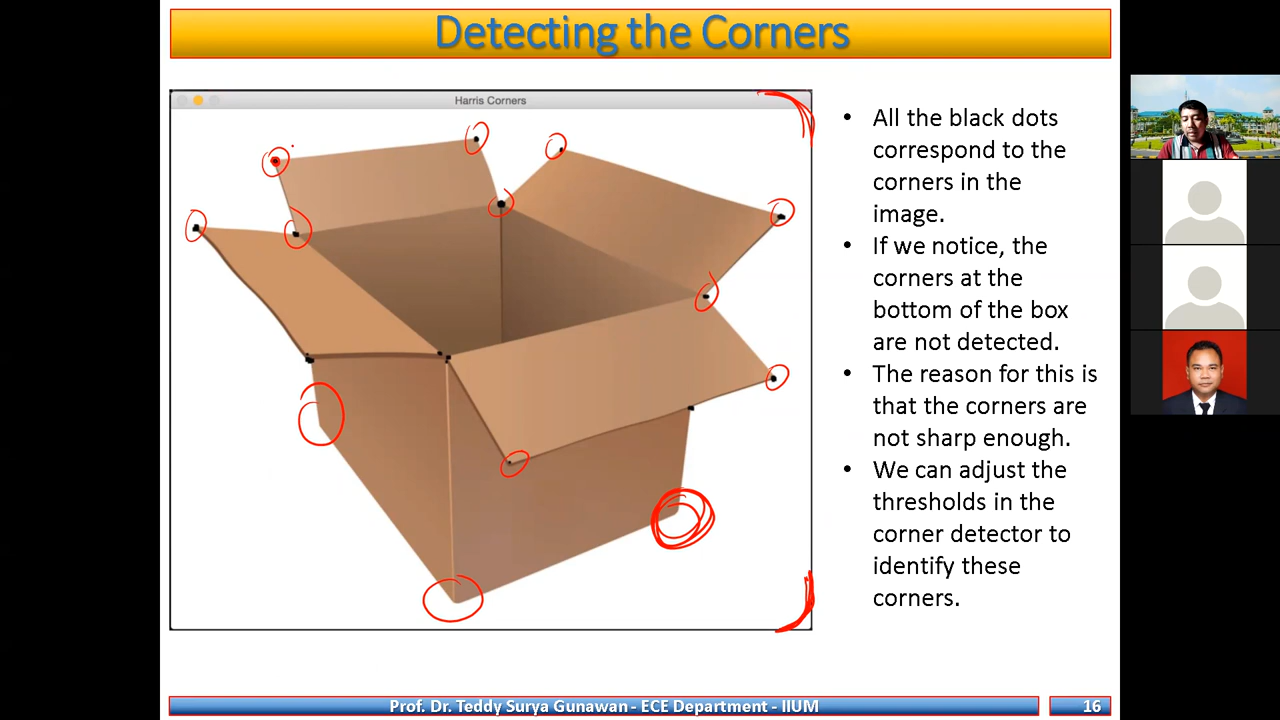 Detecting the Corners
Harris Corners
• All the black dots
correspond to the
corners in the
image.
• If we notice, the
corners at the
bottom of the box
are not detected.
• The reason for this is
that the corners are
not sharp enough.
• We can adjust the
thresholds in the
corner detector to
identify these
corners.
Prof. Dr. Teddy Surya Gunawan - ECE Department - IIUM
16